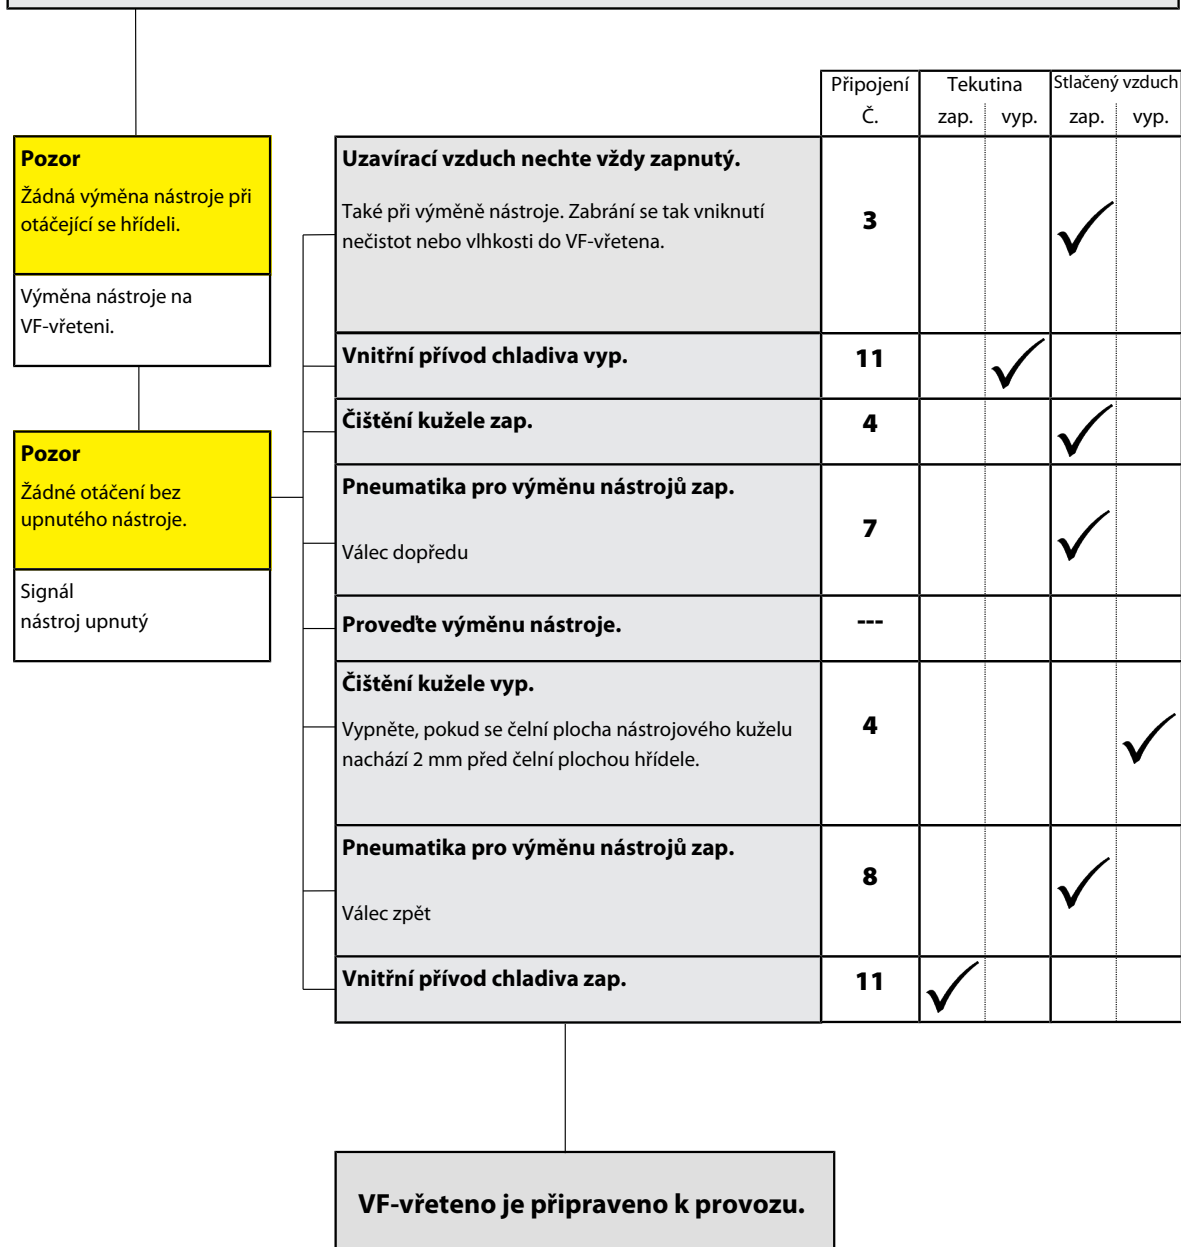 Připojení Tekutina Stlačený vzduch
Č. zap. vyp. zap. vyp.
Pozor
Žádná výměna nástroje při
otáčející se hřídeli.
Výměna nástroje na
VF-vřeteni.
Pozor
Žádné otáčení bez
upnutého nástroje.
Signál
nástroj upnutý
Uzavírací vzduch nechte vždy zapnutý.
Také při výměně nástroje. Zabrání se tak vniknutí
nečistot nebo vlhkosti do VF-vřetena.
3
Vnitřní přívod chladiva vyp. 11
Čištění kužele zap. 4
Pneumatika pro výměnu nástrojů zap.
7
Válec dopředu
Proveďte výměnu nástroje. ---
Čištění kužele vyp.
Vypněte, pokud se čelní plocha nástrojového kuželu
nachází 2 mm před čelní plochou hřídele.
4
Pneumatika pro výměnu nástrojů zap.
8
Válec zpět
Vnitřní přívod chladiva zap. 11
VF-vřeteno je připraveno k provozu.